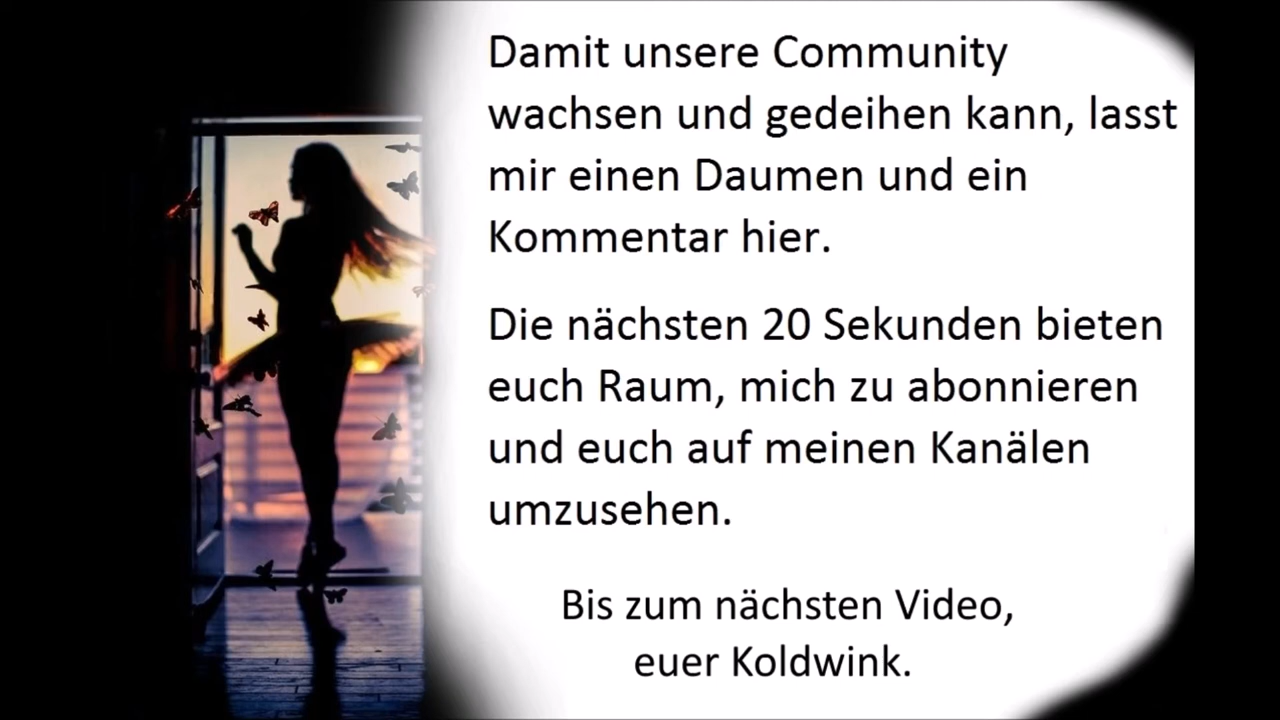 Damit unsere Community
wachsen und gedeihen kann, lasst
mir einen Daumen und ein
Kommentar hier.
Die nächsten 20 Sekunden bieten
euch Raum, mich zu abonnieren
und euch auf meinen Kanälen
umzusehen.
Bis zum nächsten Video,
euer Koldwink.